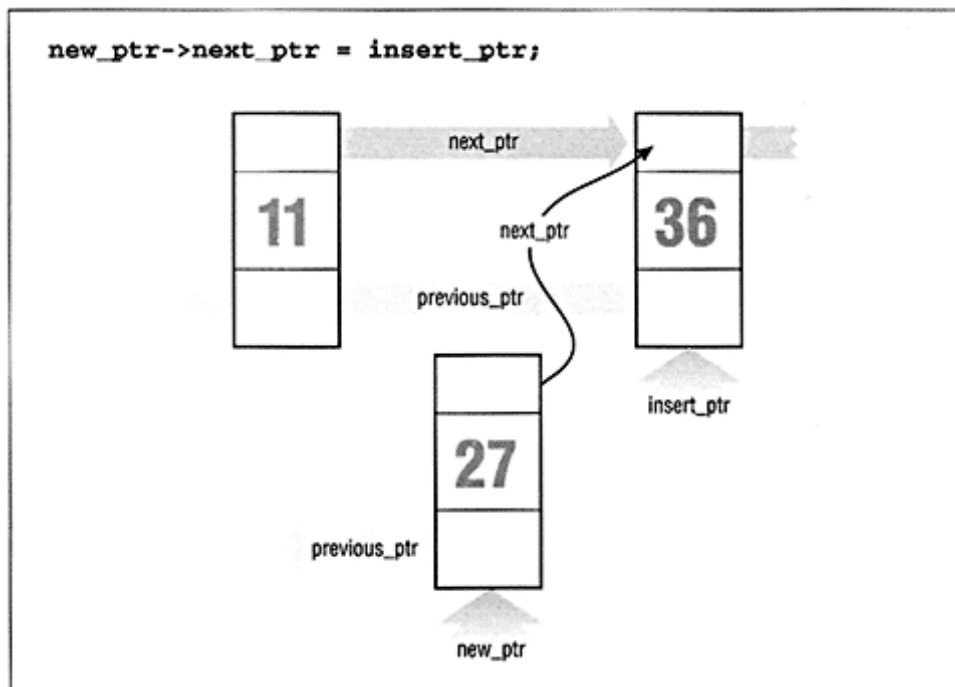 new_ptr->next_ptr = insert_ptr;
next_ptr
11
36
next_ptr
previous_ptr
insert_ptr
27
previous_ptr
new_ptr